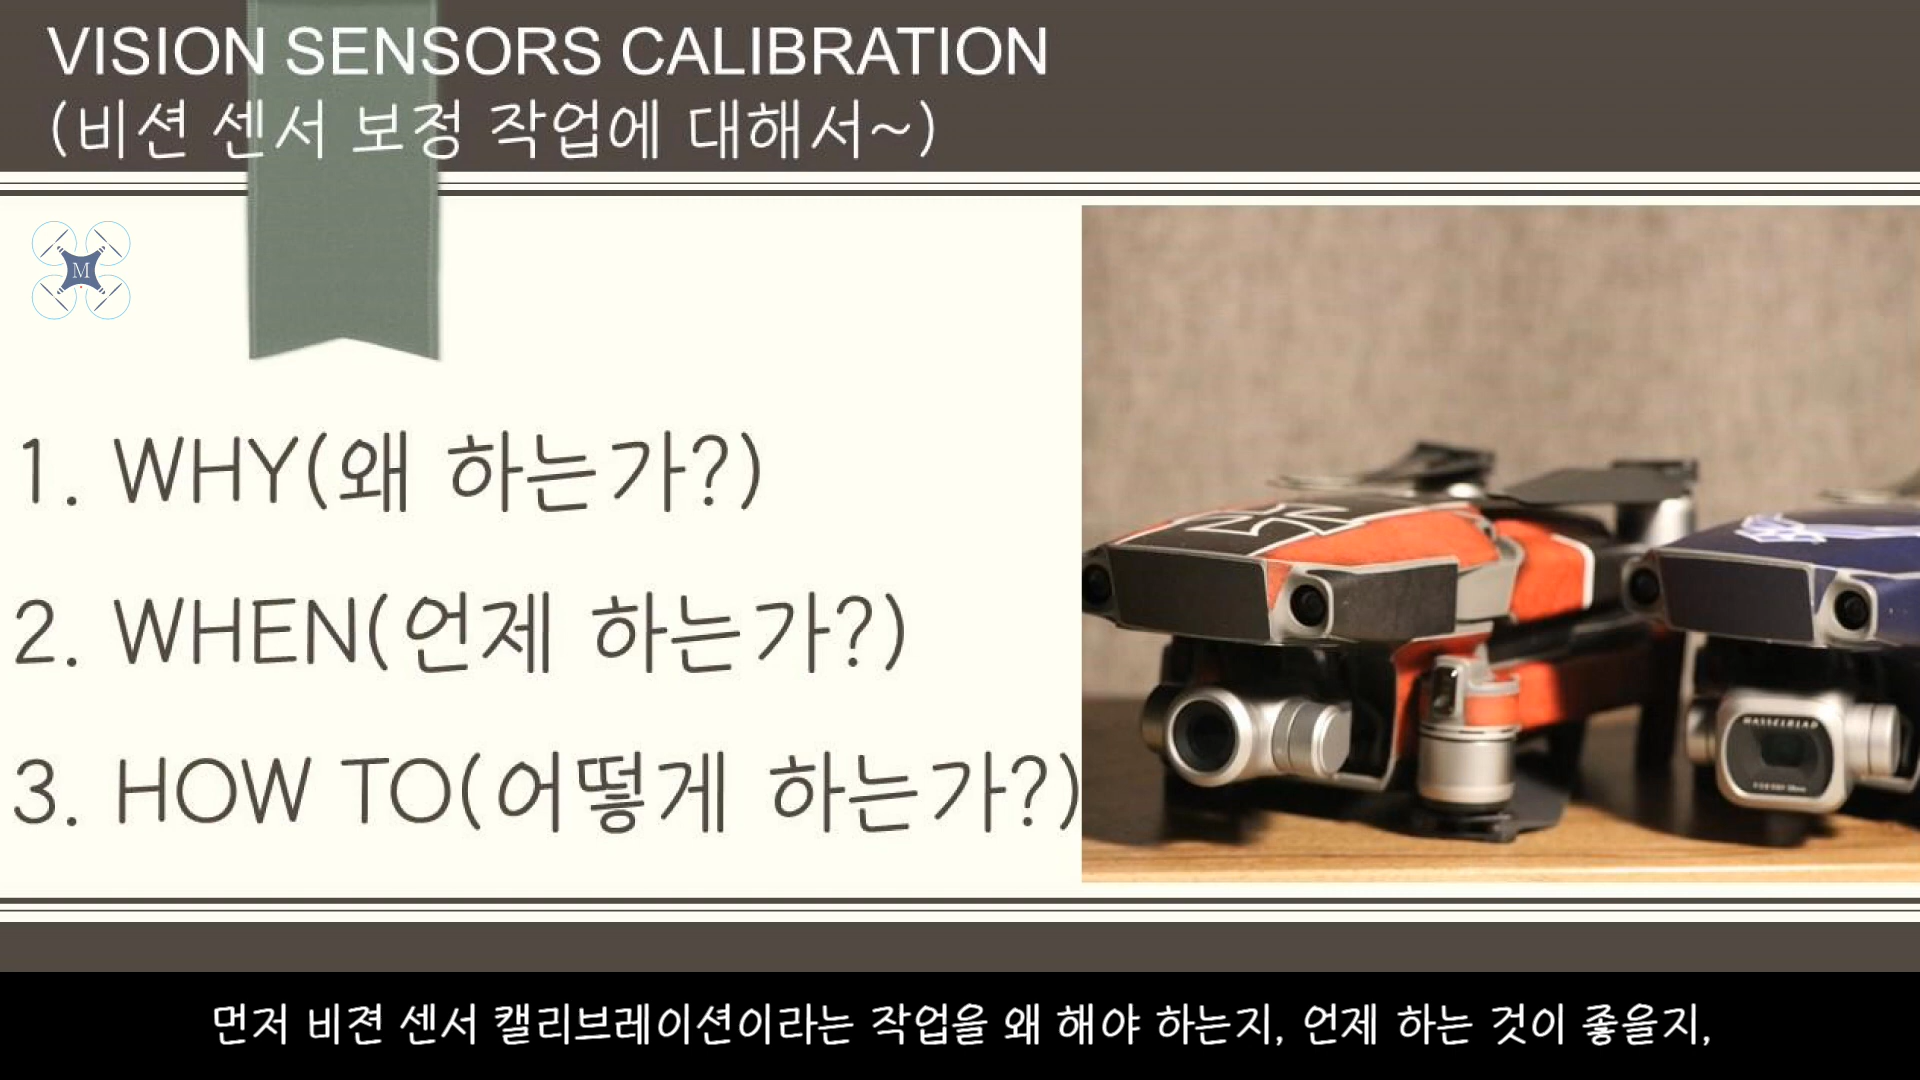 VISION SENSORS CALIBRATION
(비션 센서 보정 작업에 대해서~)
M
1. WHY(왜 하는가?)
2. WHEN(언제 하는가?)
3. HOW TO(어떻게 하는가?)
HASSELBLAD
먼저 비젼 센서 캘리브레이션이라는 작업을 왜 해야 하는지, 언제 하는 것이 좋을지,